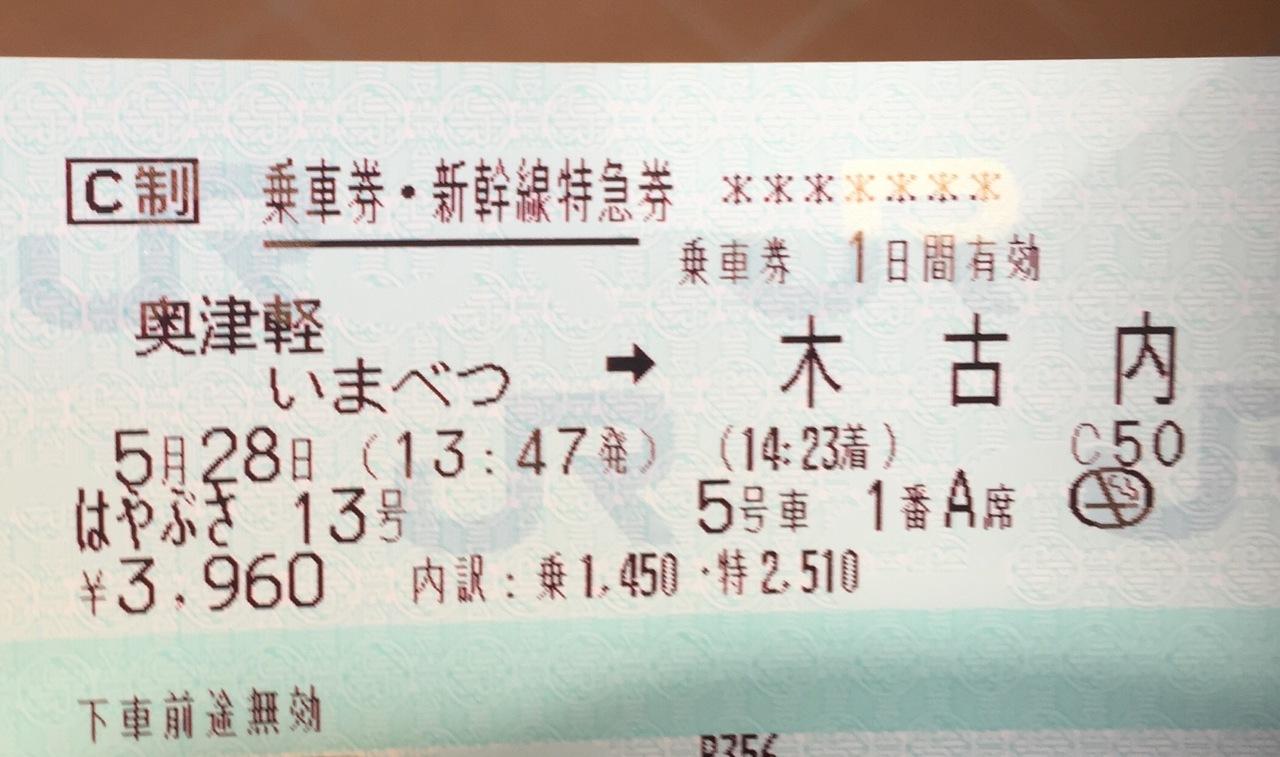 C制 乗車券・新幹線特急券 *******
乗車券 1日間有効
奥津軽
いまべつ → 木古内
5月28日 (13:47発) (14:23着) C50
はやぶさ 13号 5号車 1番A席
¥3,960 内訳:乗1,450・特2,510
下車前途無効